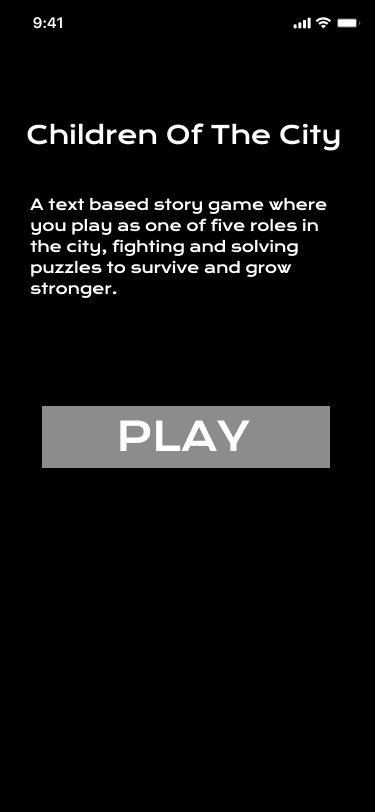 9:41
Children Of The City
A text based story game where
you play as one of five roles in
the city, fighting and solving
puzzles to survive and grow
stronger.
PLAY